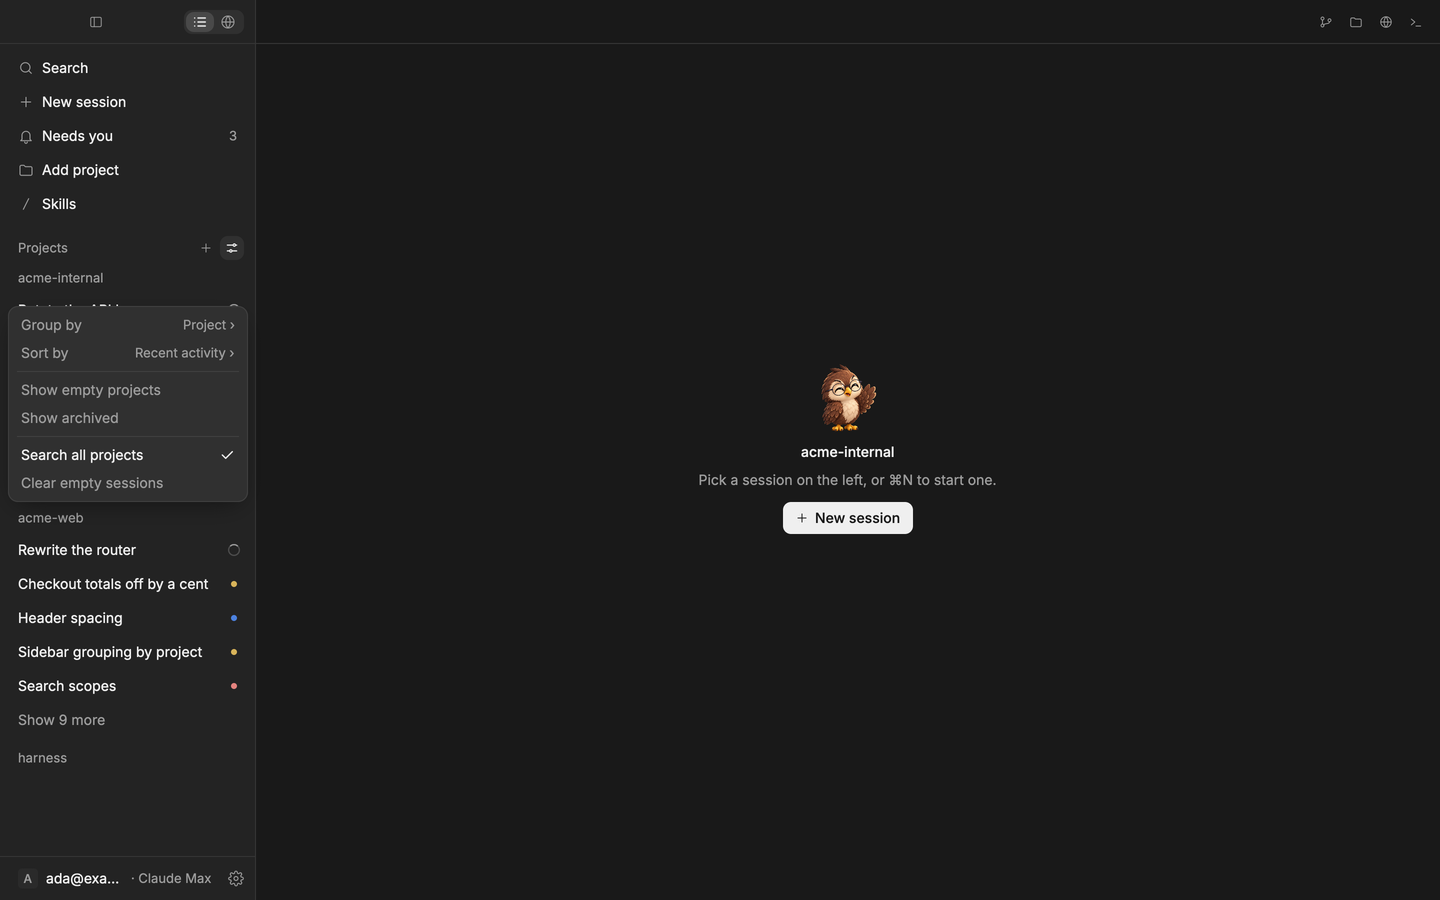 Search
New session
Needs you 3
Add project
/ Skills
Projects
acme-internal
Group by Project ›
Sort by Recent activity ›
Show empty projects
Show archived
Search all projects
Clear empty sessions
acme-web
Rewrite the router
Checkout totals off by a cent
Header spacing
Sidebar grouping by project
Search scopes
Show 9 more
harness
A ada@exa... · Claude Max
acme-internal
Pick a session on the left, or ⌘N to start one.
+ New session